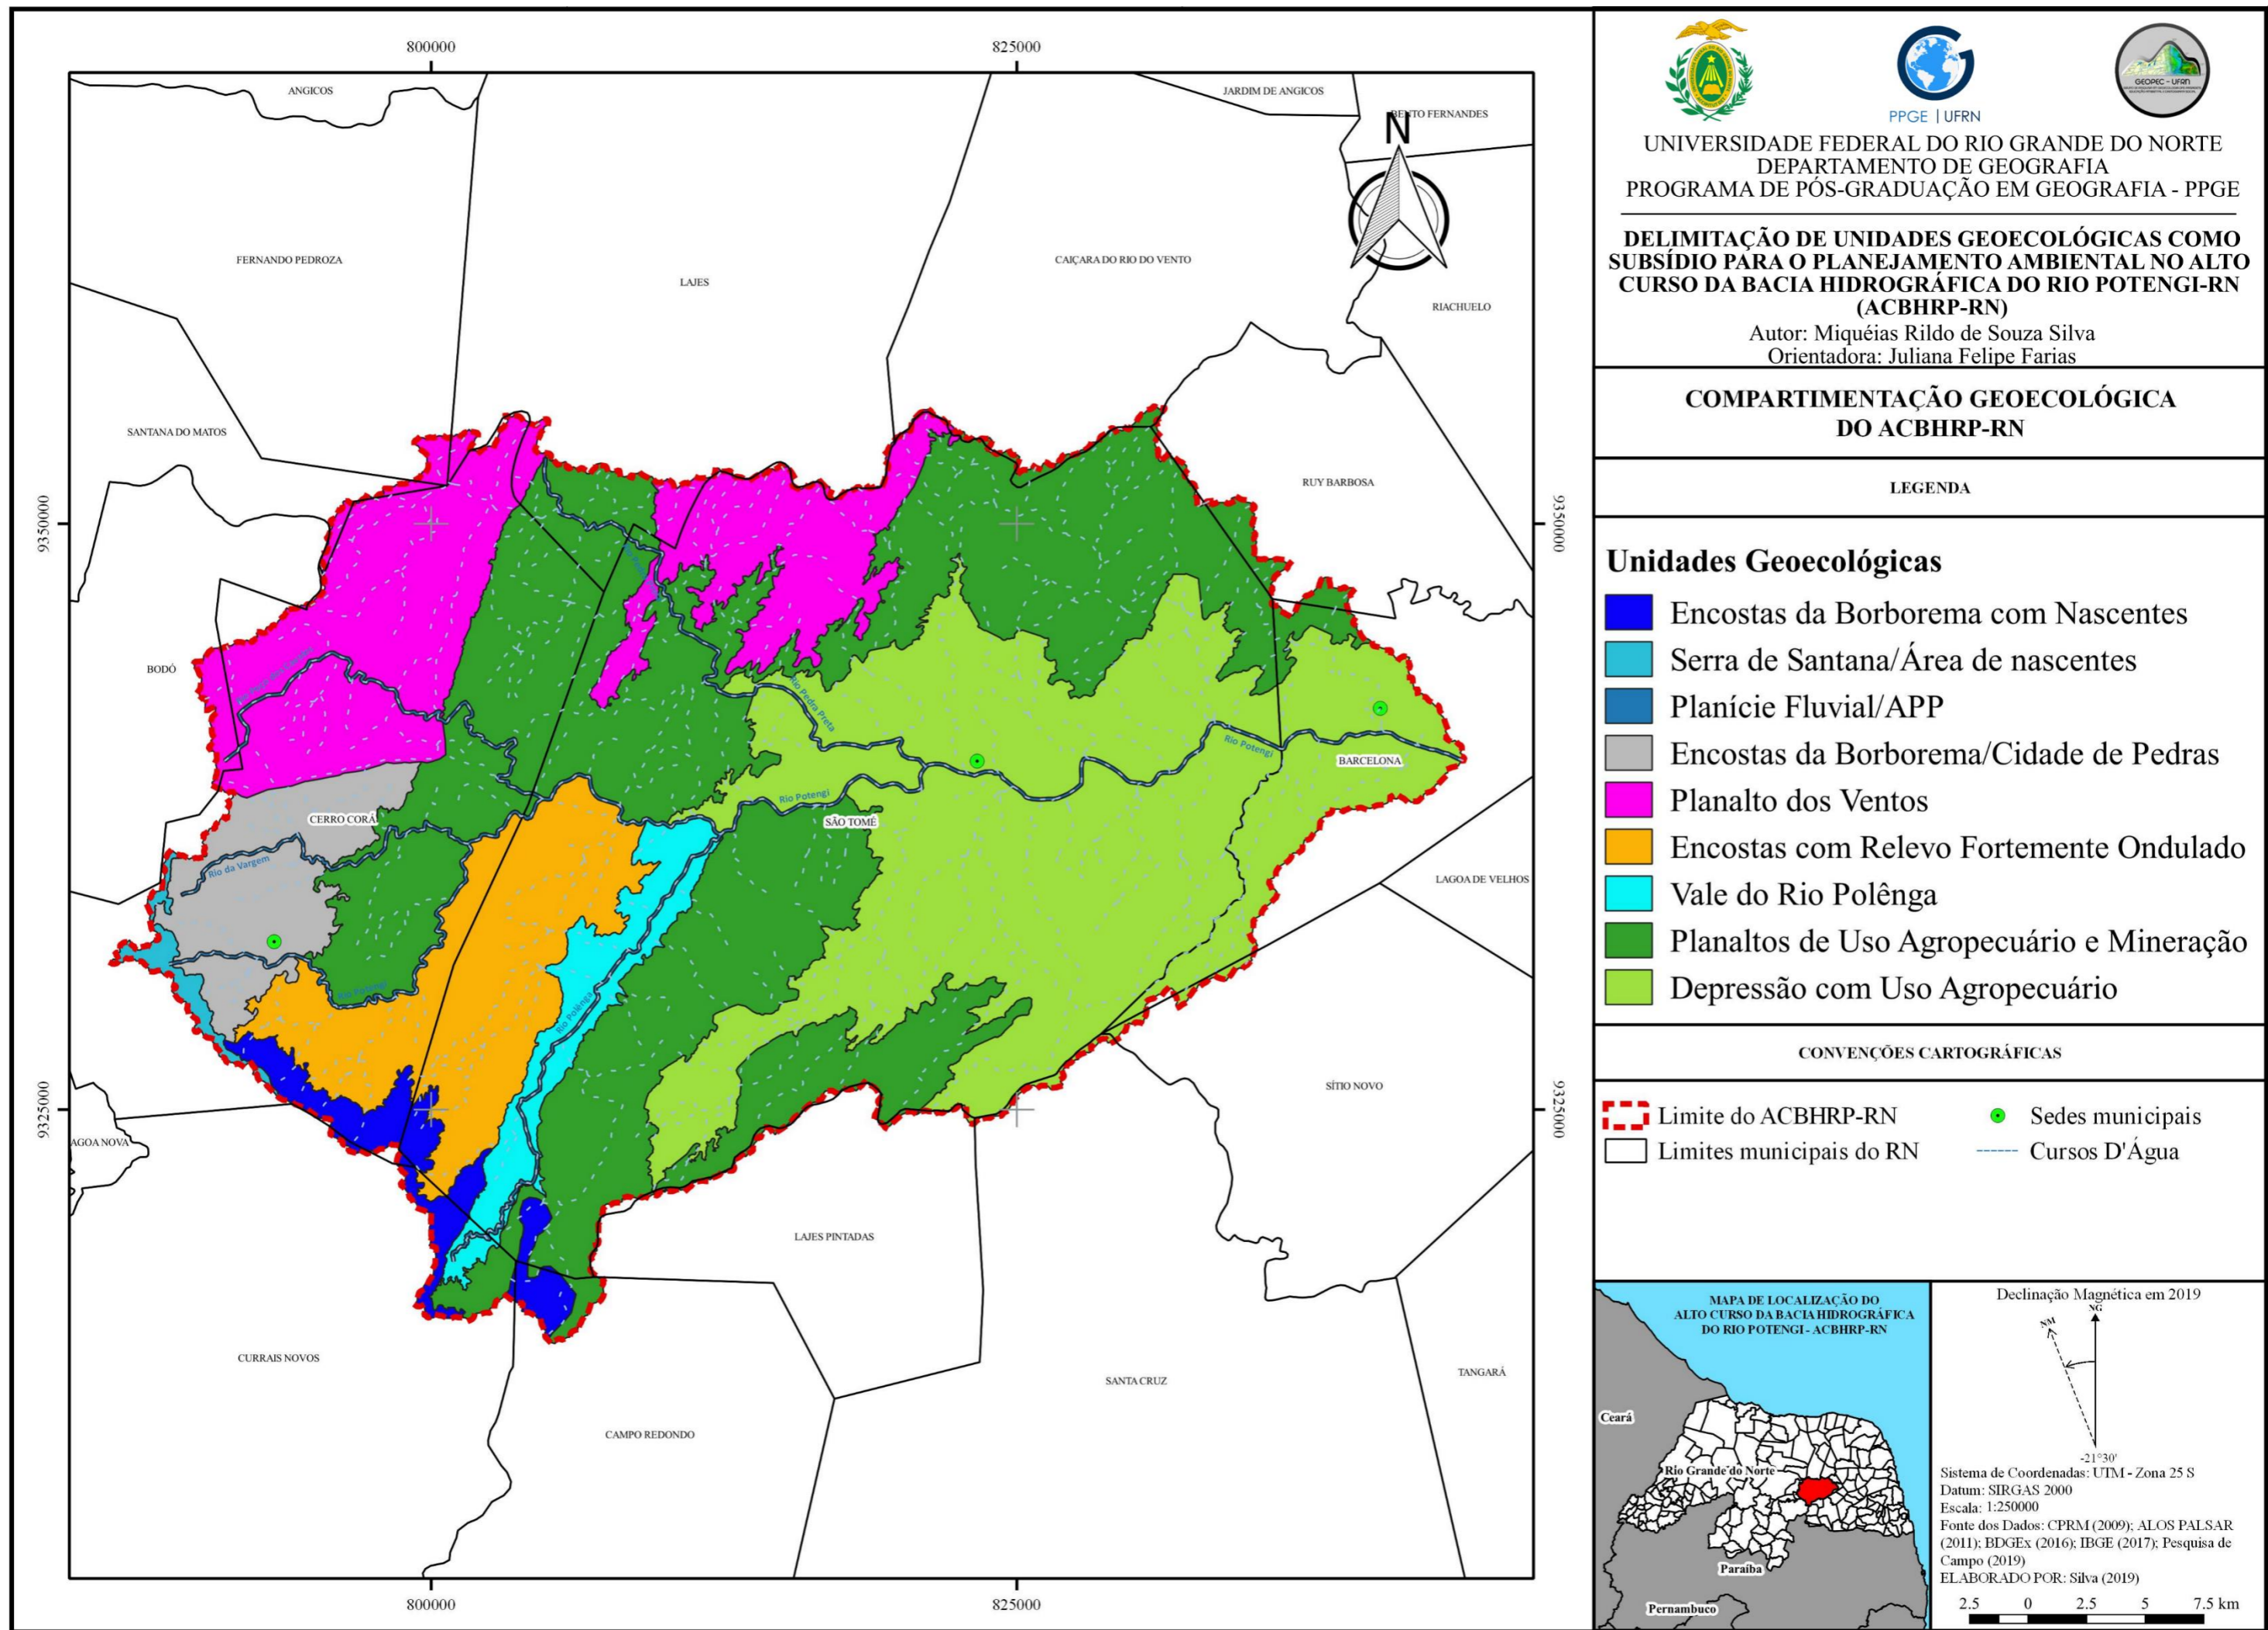 800000
825000
ANGICOS
JARDIM DE ANGICOS
BENTO FERNANDES
N
FERNANDO PEDROZA
CAIÇARA DO RIO DO VENTO
LAJES
RIACHUELO
SANTANA DO MATOS
RUY BARBOSA
9350000
9350000
BODÓ
Rio Pedra Preta
Rio Potengi
BARCELONA
Rio Potengi
CERRO CORÁ
SÃO TOMÉ
Rio da Vargem
LAGOA DE VELHOS
Rio Potengi
Rio Polênga
SÍTIO NOVO
9325000
9325000
AGOA NOVA
LAJES PINTADAS
CURRAIS NOVOS
SANTA CRUZ
TANGARÁ
CAMPO REDONDO
800000
825000
PPGE | UFRN
GEOPEC - UFRN
UNIVERSIDADE FEDERAL DO RIO GRANDE DO NORTE
DEPARTAMENTO DE GEOGRAFIA
PROGRAMA DE PÓS-GRADUAÇÃO EM GEOGRAFIA - PPGE
DELIMITAÇÃO DE UNIDADES GEOECOLÓGICAS COMO
SUBSÍDIO PARA O PLANEJAMENTO AMBIENTAL NO ALTO
CURSO DA BACIA HIDROGRÁFICA DO RIO POTENGI-RN
(ACBHRP-RN)
Autor: Miquéias Rildo de Souza Silva
Orientadora: Juliana Felipe Farias
COMPARTIMENTAÇÃO GEOECOLÓGICA
DO ACBHRP-RN
LEGENDA
Unidades Geoecológicas
Encostas da Borborema com Nascentes
Serra de Santana/Área de nascentes
Planície Fluvial/APP
Encostas da Borborema/Cidade de Pedras
Planalto dos Ventos
Encostas com Relevo Fortemente Ondulado
Vale do Rio Polênga
Planaltos de Uso Agropecuário e Mineração
Depressão com Uso Agropecuário
CONVENÇÕES CARTOGRÁFICAS
Limite do ACBHRP-RN
Sedes municipais
Limites municipais do RN
Cursos D'Água
MAPA DE LOCALIZAÇÃO DO
ALTO CURSO DA BACIA HIDROGRÁFICA
DO RIO POTENGI - ACBHRP-RN
Ceará
Rio Grande do Norte
Paraíba
Pernambuco
Declinação Magnética em 2019
NG
NM
-21°30'
Sistema de Coordenadas: UTM - Zona 25 S
Datum: SIRGAS 2000
Escala: 1:250000
Fonte dos Dados: CPRM (2009); ALOS PALSAR
(2011); BDGEx (2016); IBGE (2017); Pesquisa de
Campo (2019)
ELABORADO POR: Silva (2019)
2.5 0 2.5 5 7.5 km